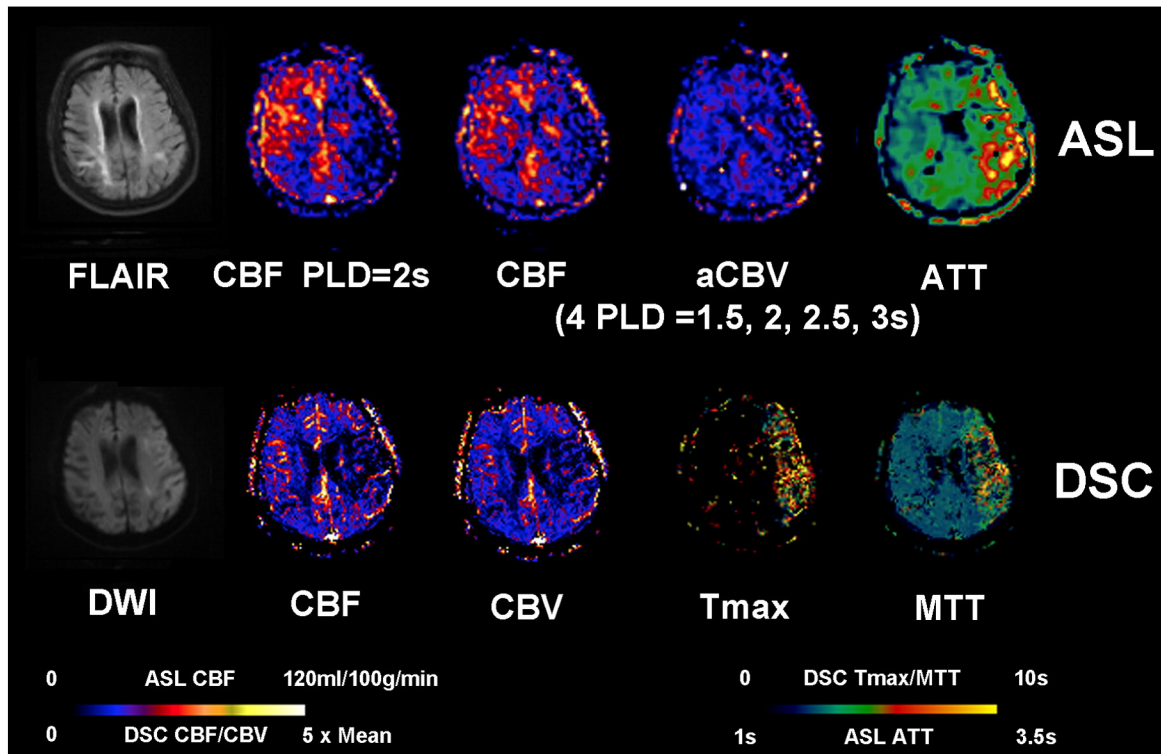 ASL
FLAIR CBF PLD=2s CBF aCBV ATT
(4 PLD =1.5, 2, 2.5, 3s)
DSC
DWI CBF CBV Tmax MTT
0 ASL CBF 120ml/100g/min
0 DSC CBF/CBV 5 x Mean
0 DSC Tmax/MTT 10s
1s ASL ATT 3.5s